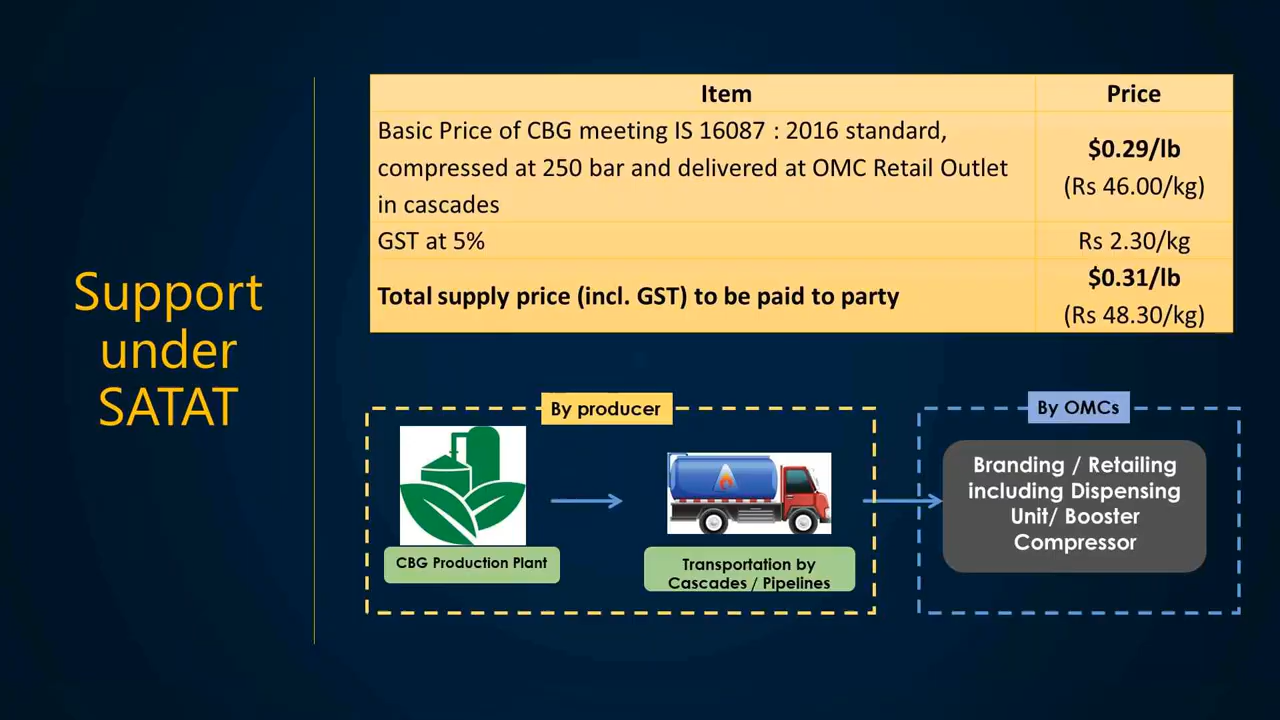 Support
under
SATAT
Item
Price
Basic Price of CBG meeting IS 16087 : 2016 standard,
compressed at 250 bar and delivered at OMC Retail Outlet
in cascades
$0.29/lb
(Rs 46.00/kg)
GST at 5%
Rs 2.30/kg
Total supply price (incl. GST) to be paid to party
$0.31/lb
(Rs 48.30/kg)
By producer
CBG Production Plant
Transportation by
Cascades / Pipelines
By OMCs
Branding / Retailing
including Dispensing
Unit/ Booster
Compressor